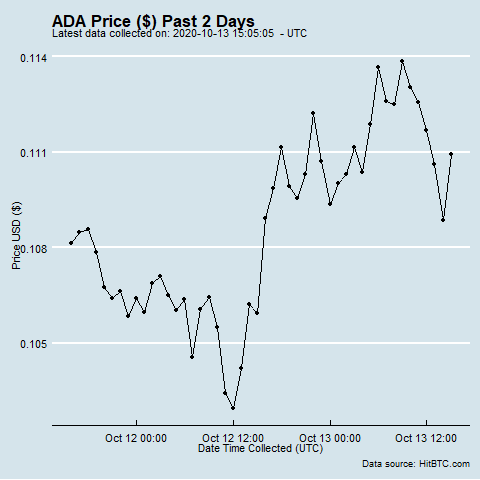 ADA Price ($) Past 2 Days
Latest data collected on: 2020-10-13 15:05:05  - UTC
0.114
0.111
0.108
0.105
Price USD ($)
Oct 12 00:00 Oct 12 12:00 Oct 13 00:00 Oct 13 12:00
Date Time Collected (UTC)
Data source: HitBTC.com